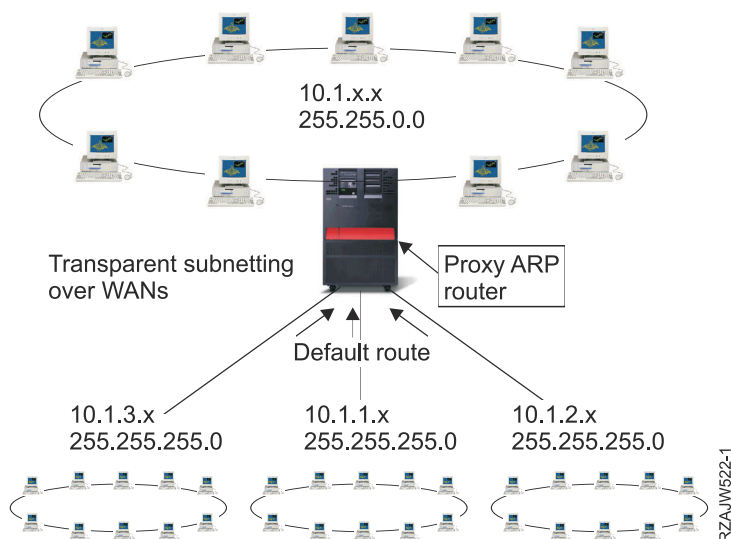 10.1.x.x
255.255.0.0
Transparent subnetting
over WANs
Proxy ARP
router
Default route
10.1.3.x
255.255.255.0
10.1.1.x
255.255.255.0
10.1.2.x
255.255.255.0
RZAJW522-1